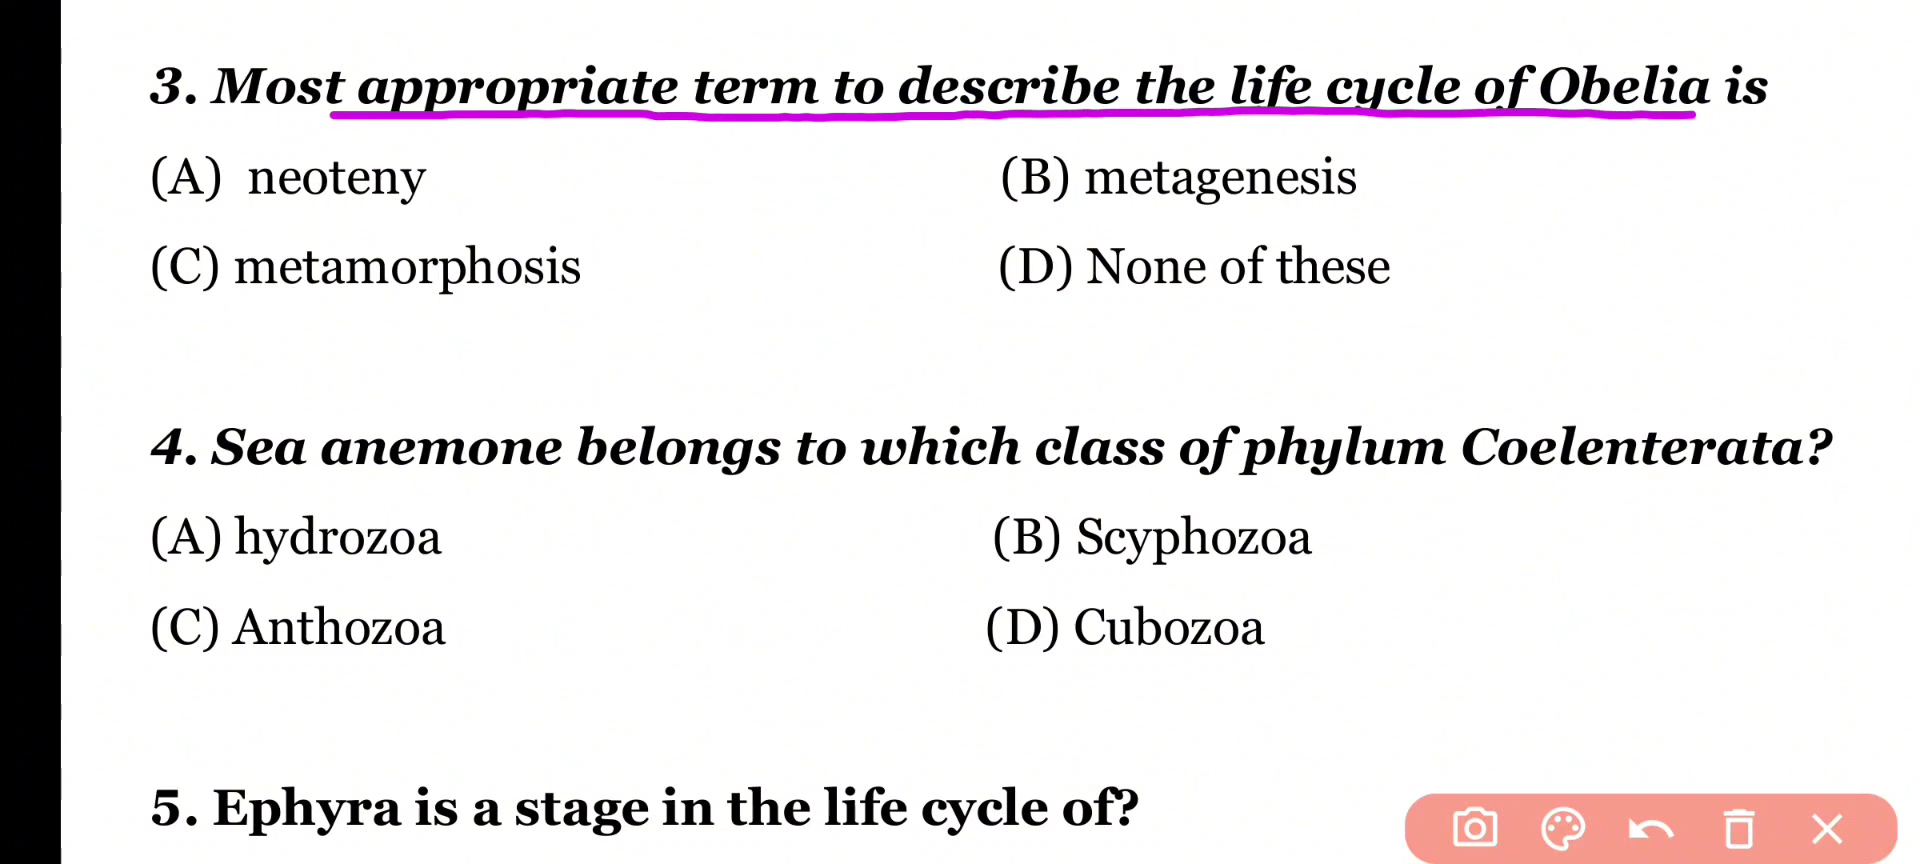 3. Most appropriate term to describe the life cycle of Obelia is
(A) neoteny (B) metagenesis
(C) metamorphosis (D) None of these
4. Sea anemone belongs to which class of phylum Coelenterata?
(A) hydrozoa (B) Scyphozoa
(C) Anthozoa (D) Cubozoa
5. Ephyra is a stage in the life cycle of?